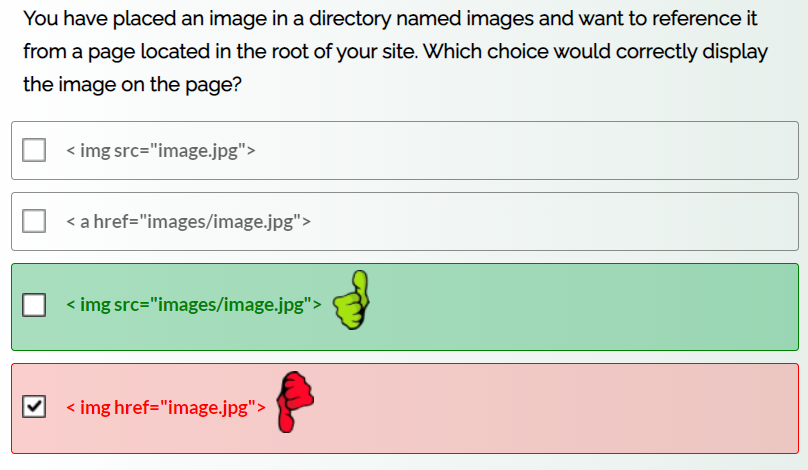 You have placed an image in a directory named images and want to reference it
from a page located in the root of your site. Which choice would correctly display
the image on the page?
< img src="image.jpg">
< a href="images/image.jpg">
< img src="images/image.jpg">
< img href="image.jpg">